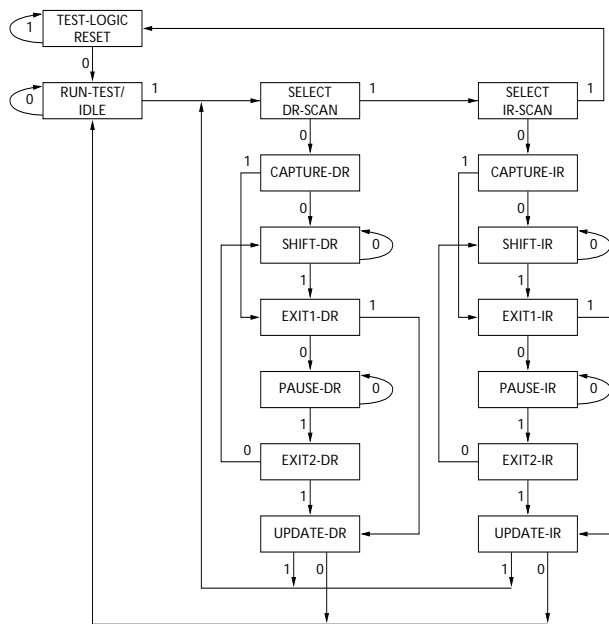 TEST-LOGIC
RESET
1
0
RUN-TEST/
IDLE
0
1
SELECT
DR-SCAN
1
SELECT
IR-SCAN
1
0
0
CAPTURE-DR
1
CAPTURE-IR
1
0
0
SHIFT-DR
0
SHIFT-IR
0
1
1
EXIT1-DR
1
EXIT1-IR
1
0
0
PAUSE-DR
0
PAUSE-IR
0
1
1
EXIT2-DR
0
EXIT2-IR
0
1
1
UPDATE-DR
UPDATE-IR
1
0
1
0